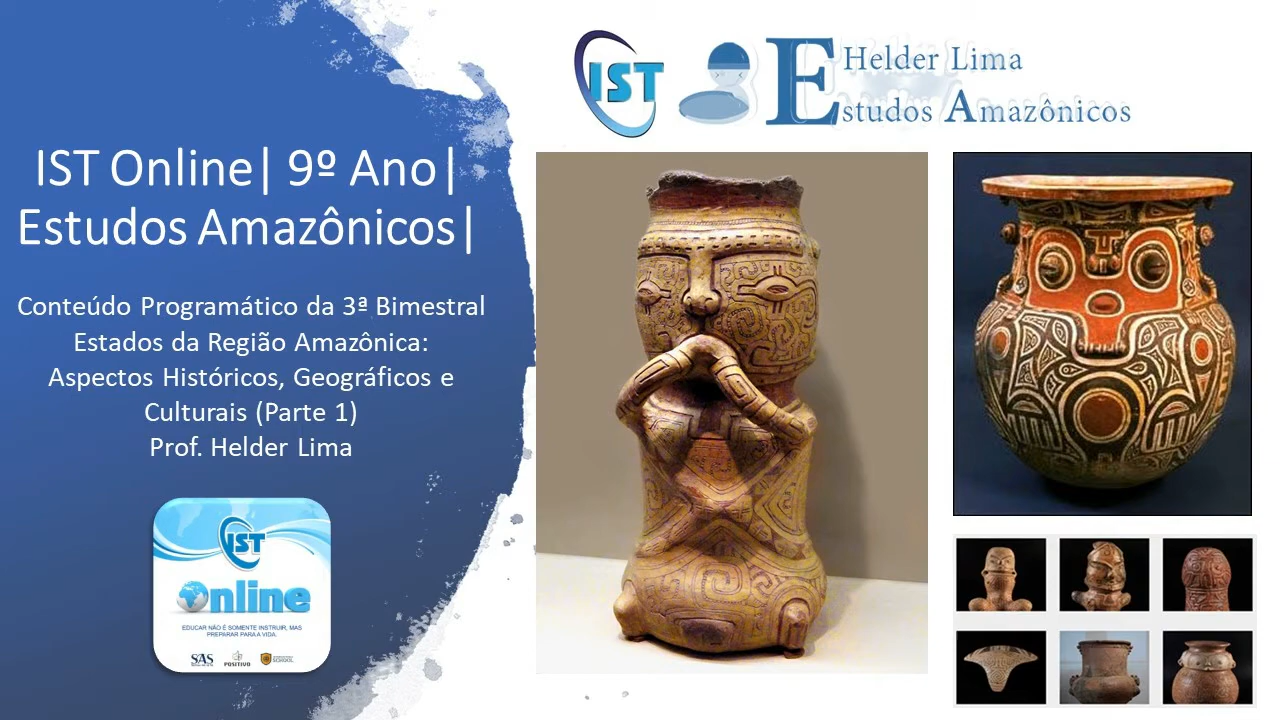 IST Online| 9º Ano|
Estudos Amazônicos|
Conteúdo Programático da 3ª Bimestral
Estados da Região Amazônica:
Aspectos Históricos, Geográficos e
Culturais (Parte 1)
Prof. Helder Lima
IST
Online
EDUCAR NÃO É SOMENTE INSTRUIR, MAS
PREPARAR PARA A VIDA.
SAS
POSITIVO
SCHOOL
IST
Helder Lima
Estudos Amazônicos